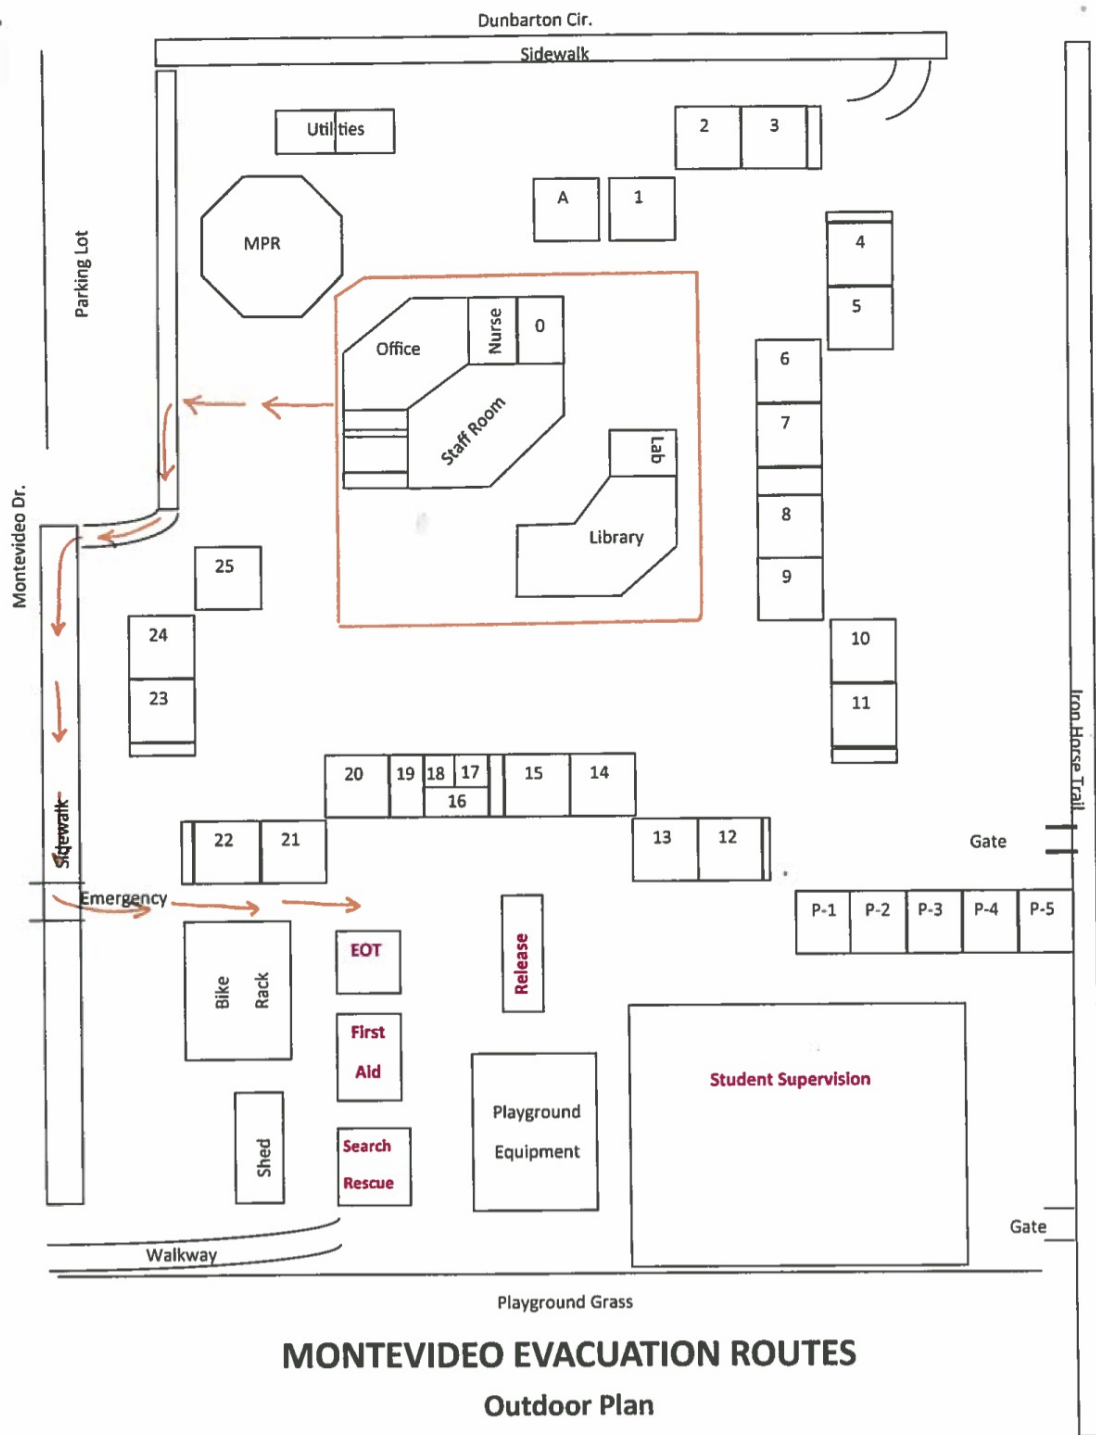 Dunbarton Cir.
Sidewalk
Utilities
2
3
A
1
MPR
4
Parking Lot
5
Office
Nurse
0
6
7
Staff Room
Lab
8
Library
Montevideo Dr.
25
9
24
10
23
11
Iron Horse Trail
20
19
18
17
15
14
16
Sidewalk
22
21
13
12
Gate
Emergency
P-1
P-2
P-3
P-4
P-5
EOT
Release
Bike
Rack
First
Aid
Student Supervision
Playground
Equipment
Shed
Search
Rescue
Gate
Walkway
Playground Grass
MONTEVIDEO EVACUATION ROUTES
Outdoor Plan